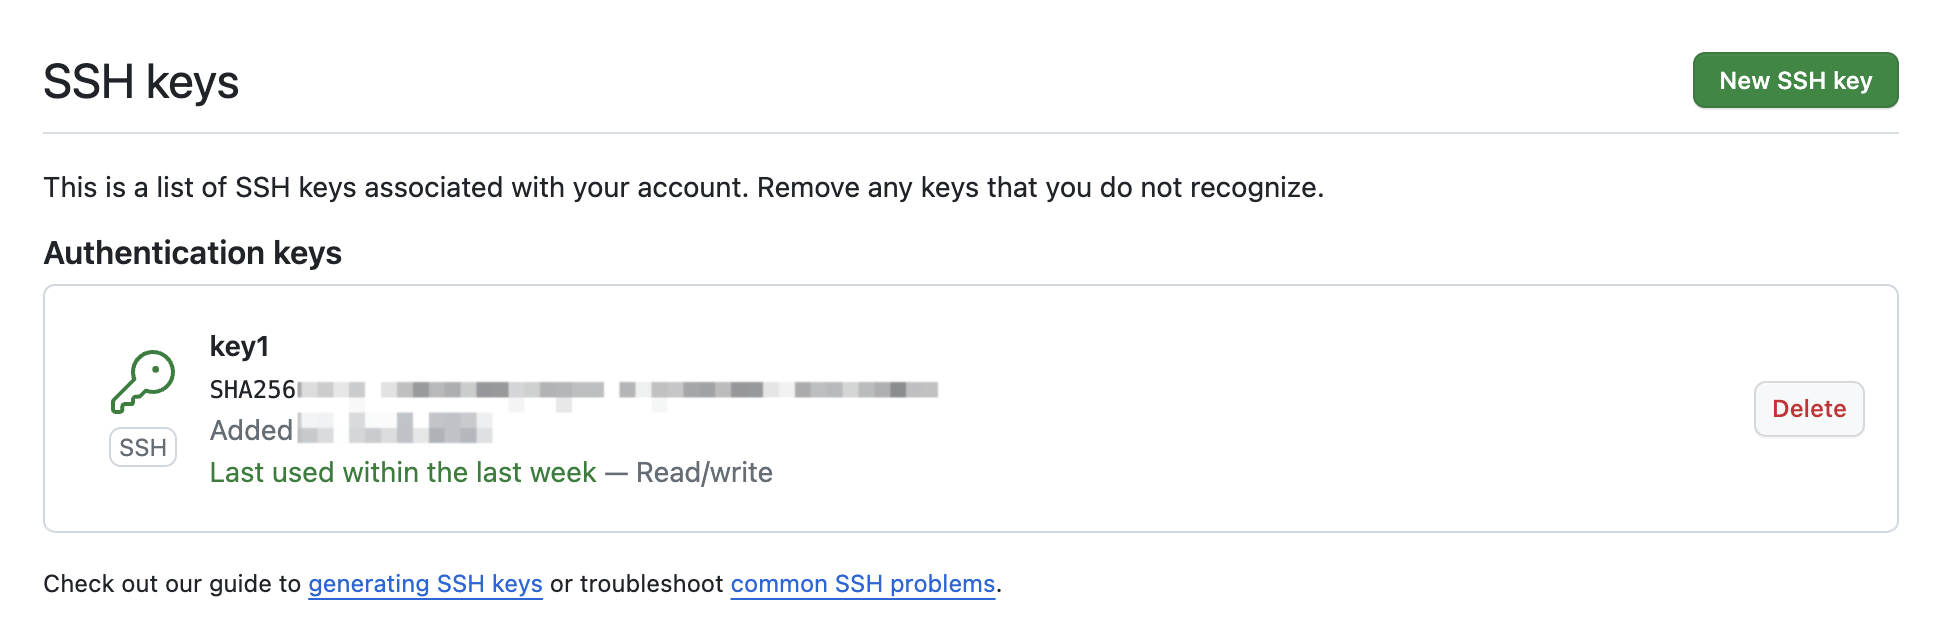 SSH keys
New SSH key
This is a list of SSH keys associated with your account. Remove any keys that you do not recognize.
Authentication keys
key1
SHA256
Added
Last used within the last week — Read/write
SSH
Delete
Check out our guide to generating SSH keys or troubleshoot common SSH problems.